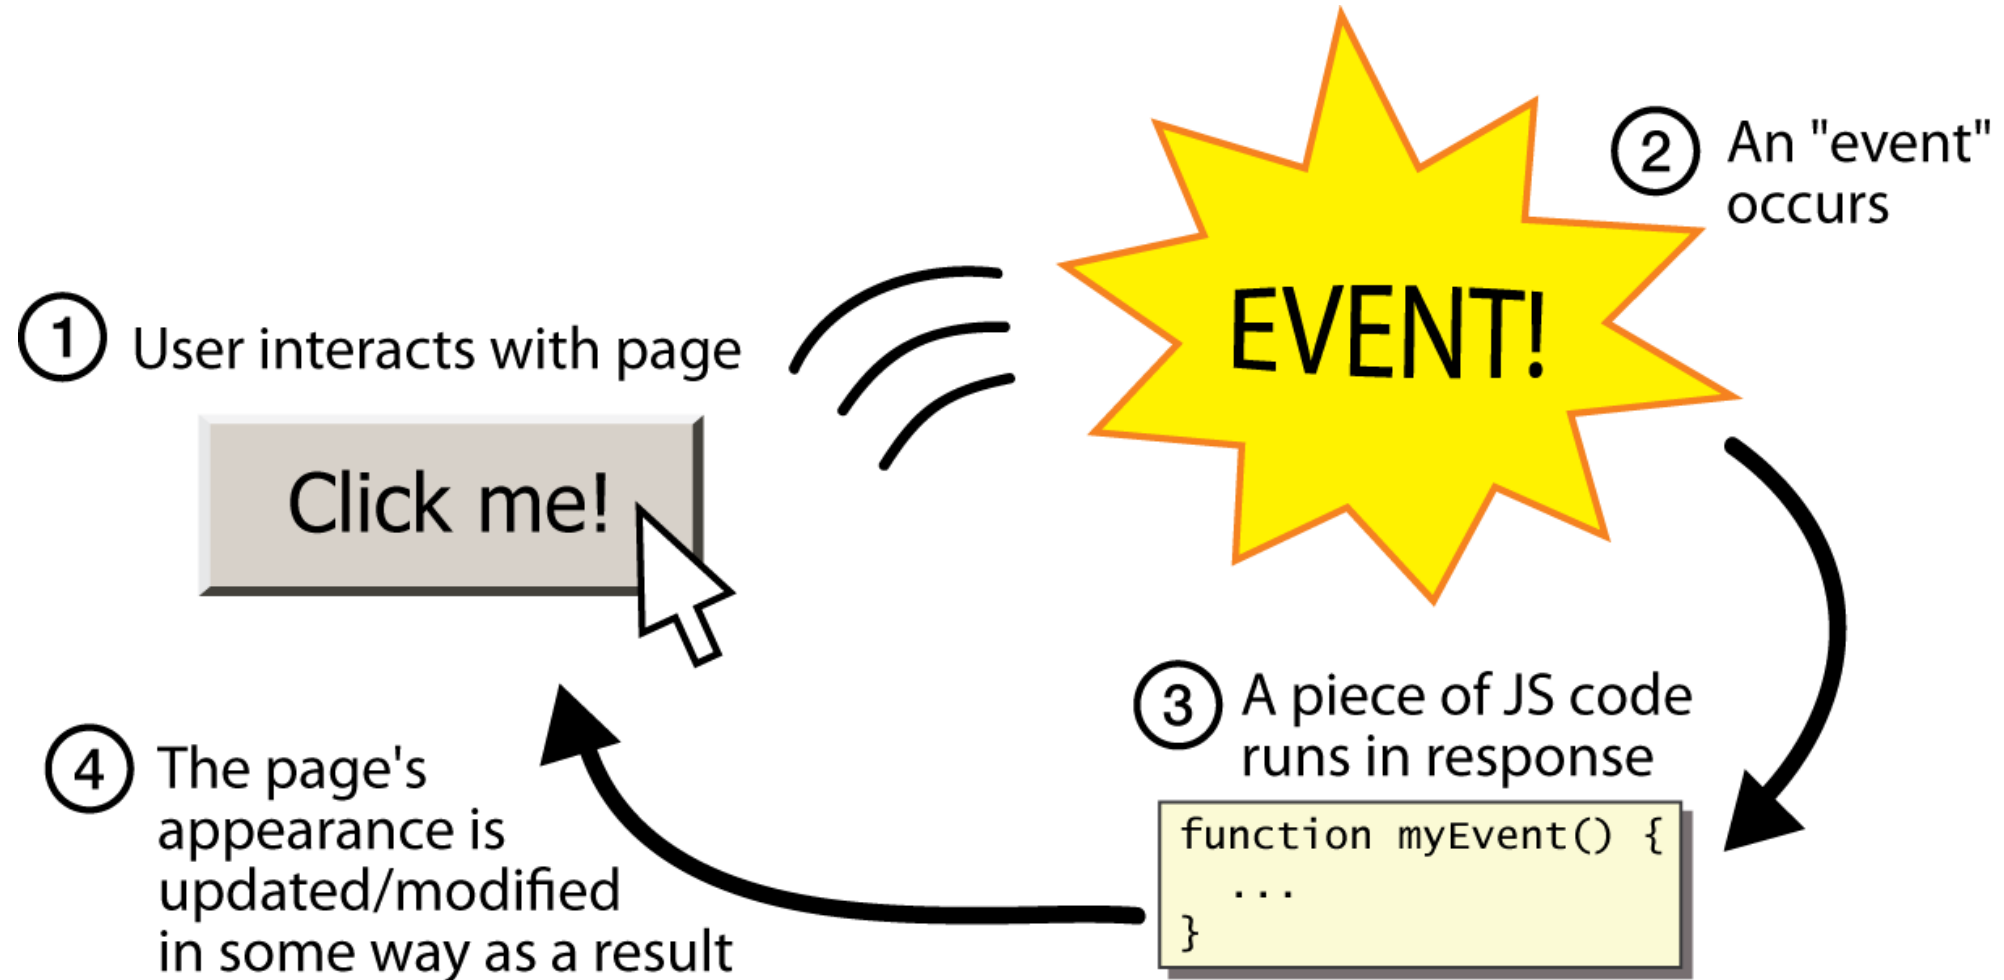 1 User interacts with page
Click me!
EVENT!
2 An "event"
occurs
3 A piece of JS code
runs in response
function myEvent() {
...
}
4 The page's
appearance is
updated/modified
in some way as a result